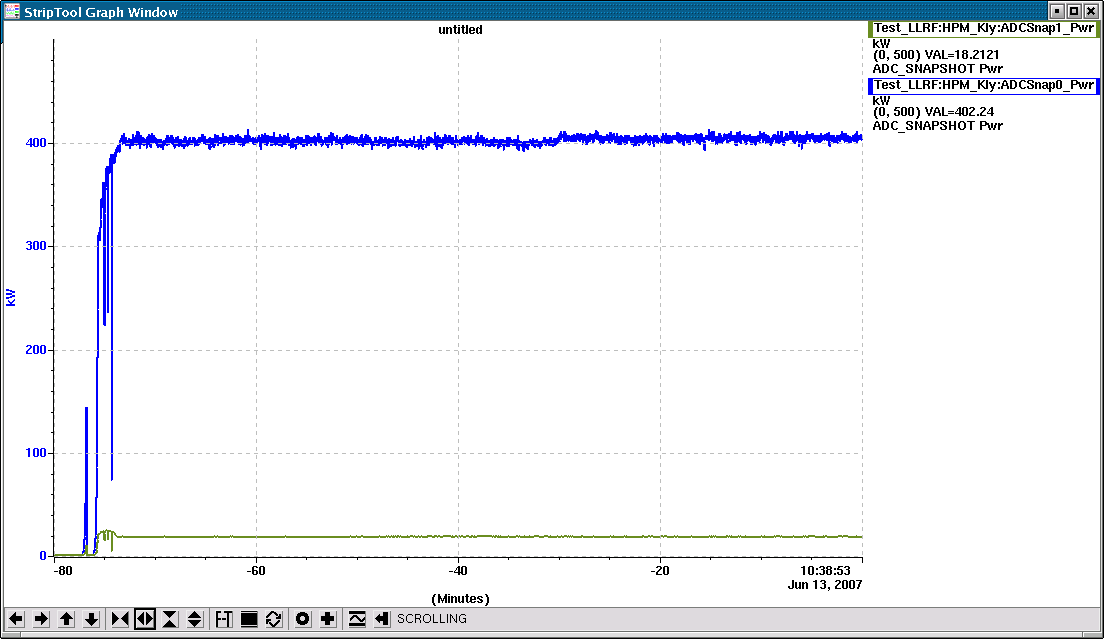 StripTool Graph Window
untitled
Test_LLRF:HPM_Kly:ADCSnap1_Pwr
kW
(0, 500) VAL=18.2121
ADC_SNAPSHOT Pwr
Test_LLRF:HPM_Kly:ADCSnap0_Pwr
kW
(0, 500) VAL=402.24
ADC_SNAPSHOT Pwr
400
300
kW
200
100
0
-80
-60
-40
-20
10:38:53
Jun 13, 2007
(Minutes)
SCROLLING